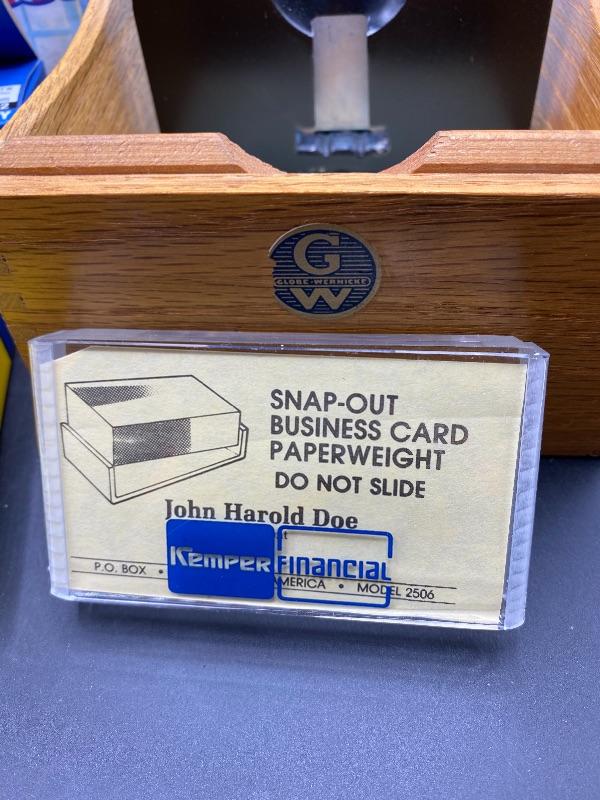 G
GLOBE-WERNICKE
W
SNAP-OUT
BUSINESS CARD
PAPERWEIGHT
DO NOT SLIDE
John Harold Doe
KEMPER FINANCIAL
P.O. BOX • AMERICA • MODEL 2506